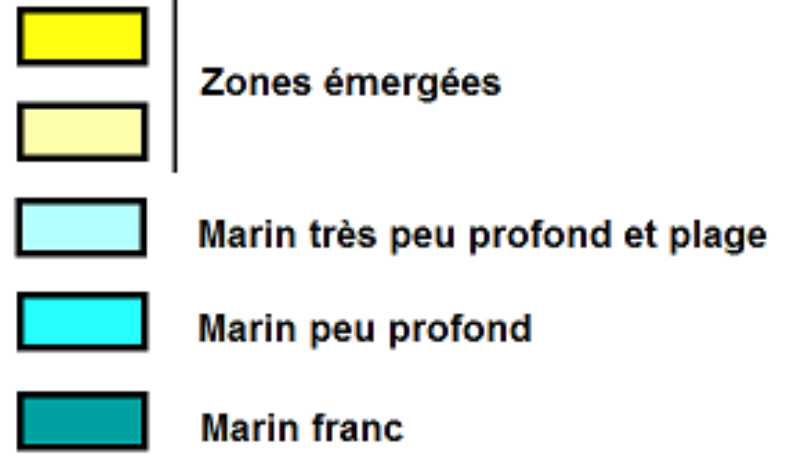 Zones émergées
Marin très peu profond et plage
Marin peu profond
Marin franc